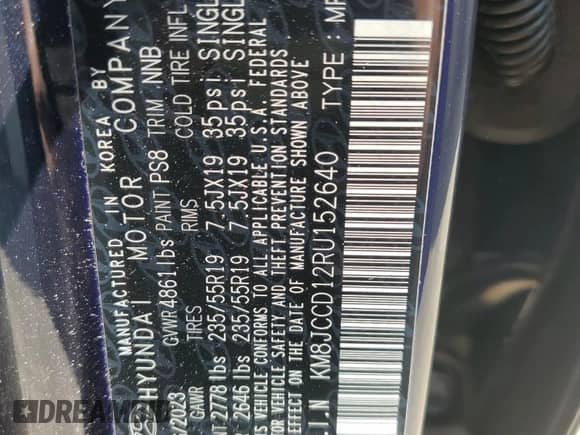 MANUFACTURED IN KOREA BY
HYUNDAI MOTOR COMPANY
/2023 GVWR 4861 lbs PAINT PS8 TRIM NNB
GAWR TIRES RIMS COLD TIRE INFL
NT 2778 lbs 235/55R19 7.5JX19 35psi SINGL
2646 lbs 235/55R19 7.5JX19 35psi SINGL
VEHICLE CONFORMS TO ALL APPLICABLE U.S.A. FEDERAL
VEHICLE SAFETY AND THEFT PREVENTION STANDARDS
ON THE DATE OF MANUFACTURE SHOWN ABOVE
.I.N KM8JCCD12RU152640 TYPE : MP
DREAMBID